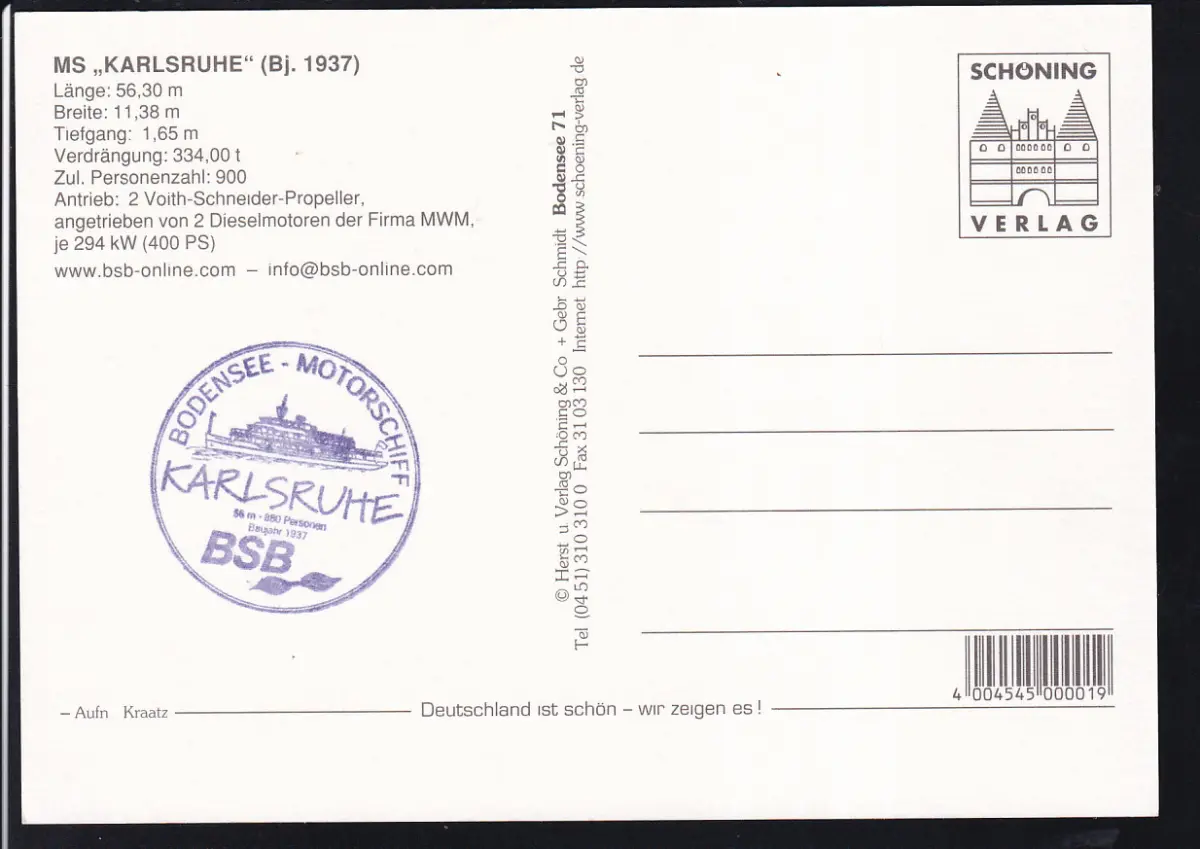 MS „KARLSRUHE“ (Bj. 1937)
Länge: 56,30 m
Breite: 11,38 m
Tiefgang: 1,65 m
Verdrängung: 334,00 t
Zul. Personenzahl: 900
Antrieb: 2 Voith-Schneider-Propeller,
angetrieben von 2 Dieselmotoren der Firma MWM,
je 294 kW (400 PS)
www.bsb-online.com – info@bsb-online.com
BODENSEE - MOTORSCHIFF
KARLSRUHE
56 m - 880 Personen
Baujahr 1937
BSB
– Aufn Kraatz
© Herst u. Verlag Schöning & Co + Gebr Schmidt Bodensee 71
Tel (04 51) 310 310 0 Fax 31 03 130 Internet http //www schoening-verlag de
SCHÖNING
VERLAG
4 004545 000019
Deutschland ist schön – wir zeigen es !